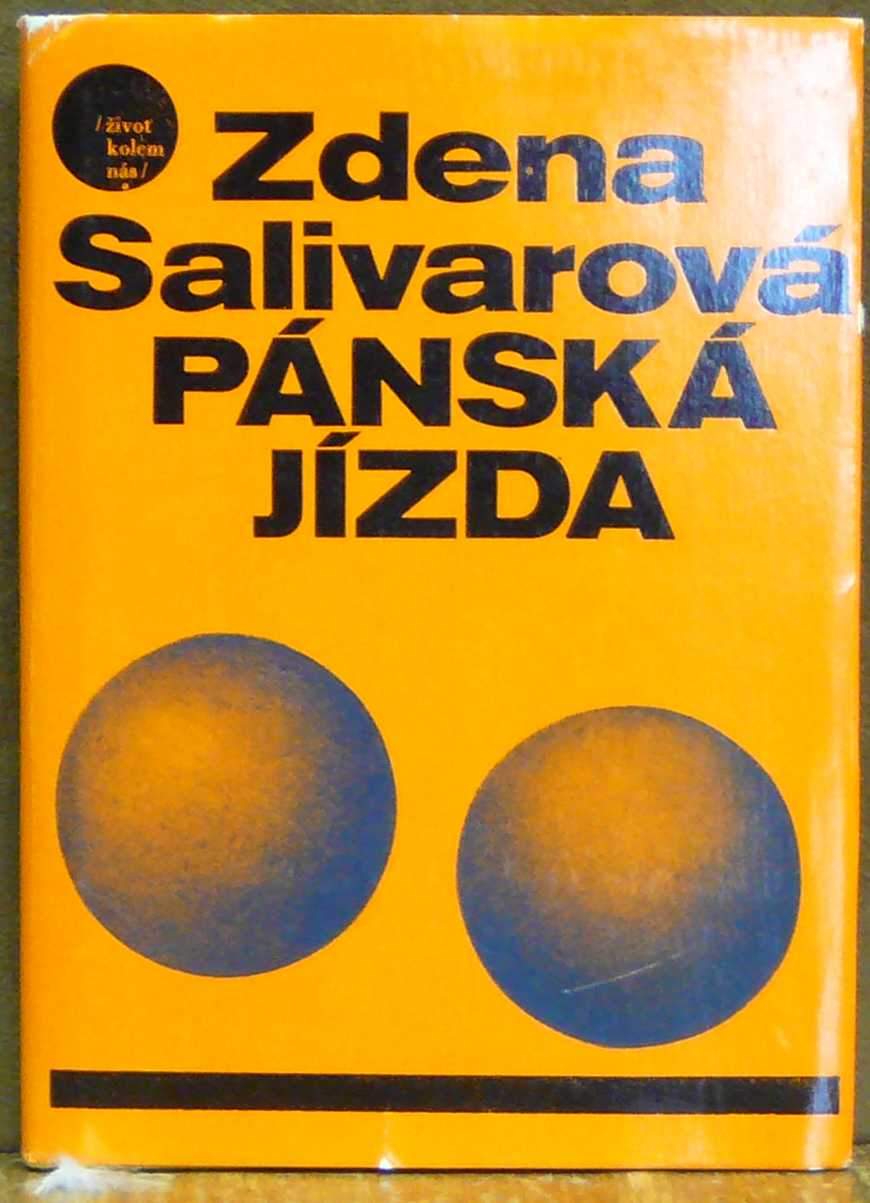 /život
kolem
nás/
Zdena
Salivarová
PÁNSKÁ
JÍZDA